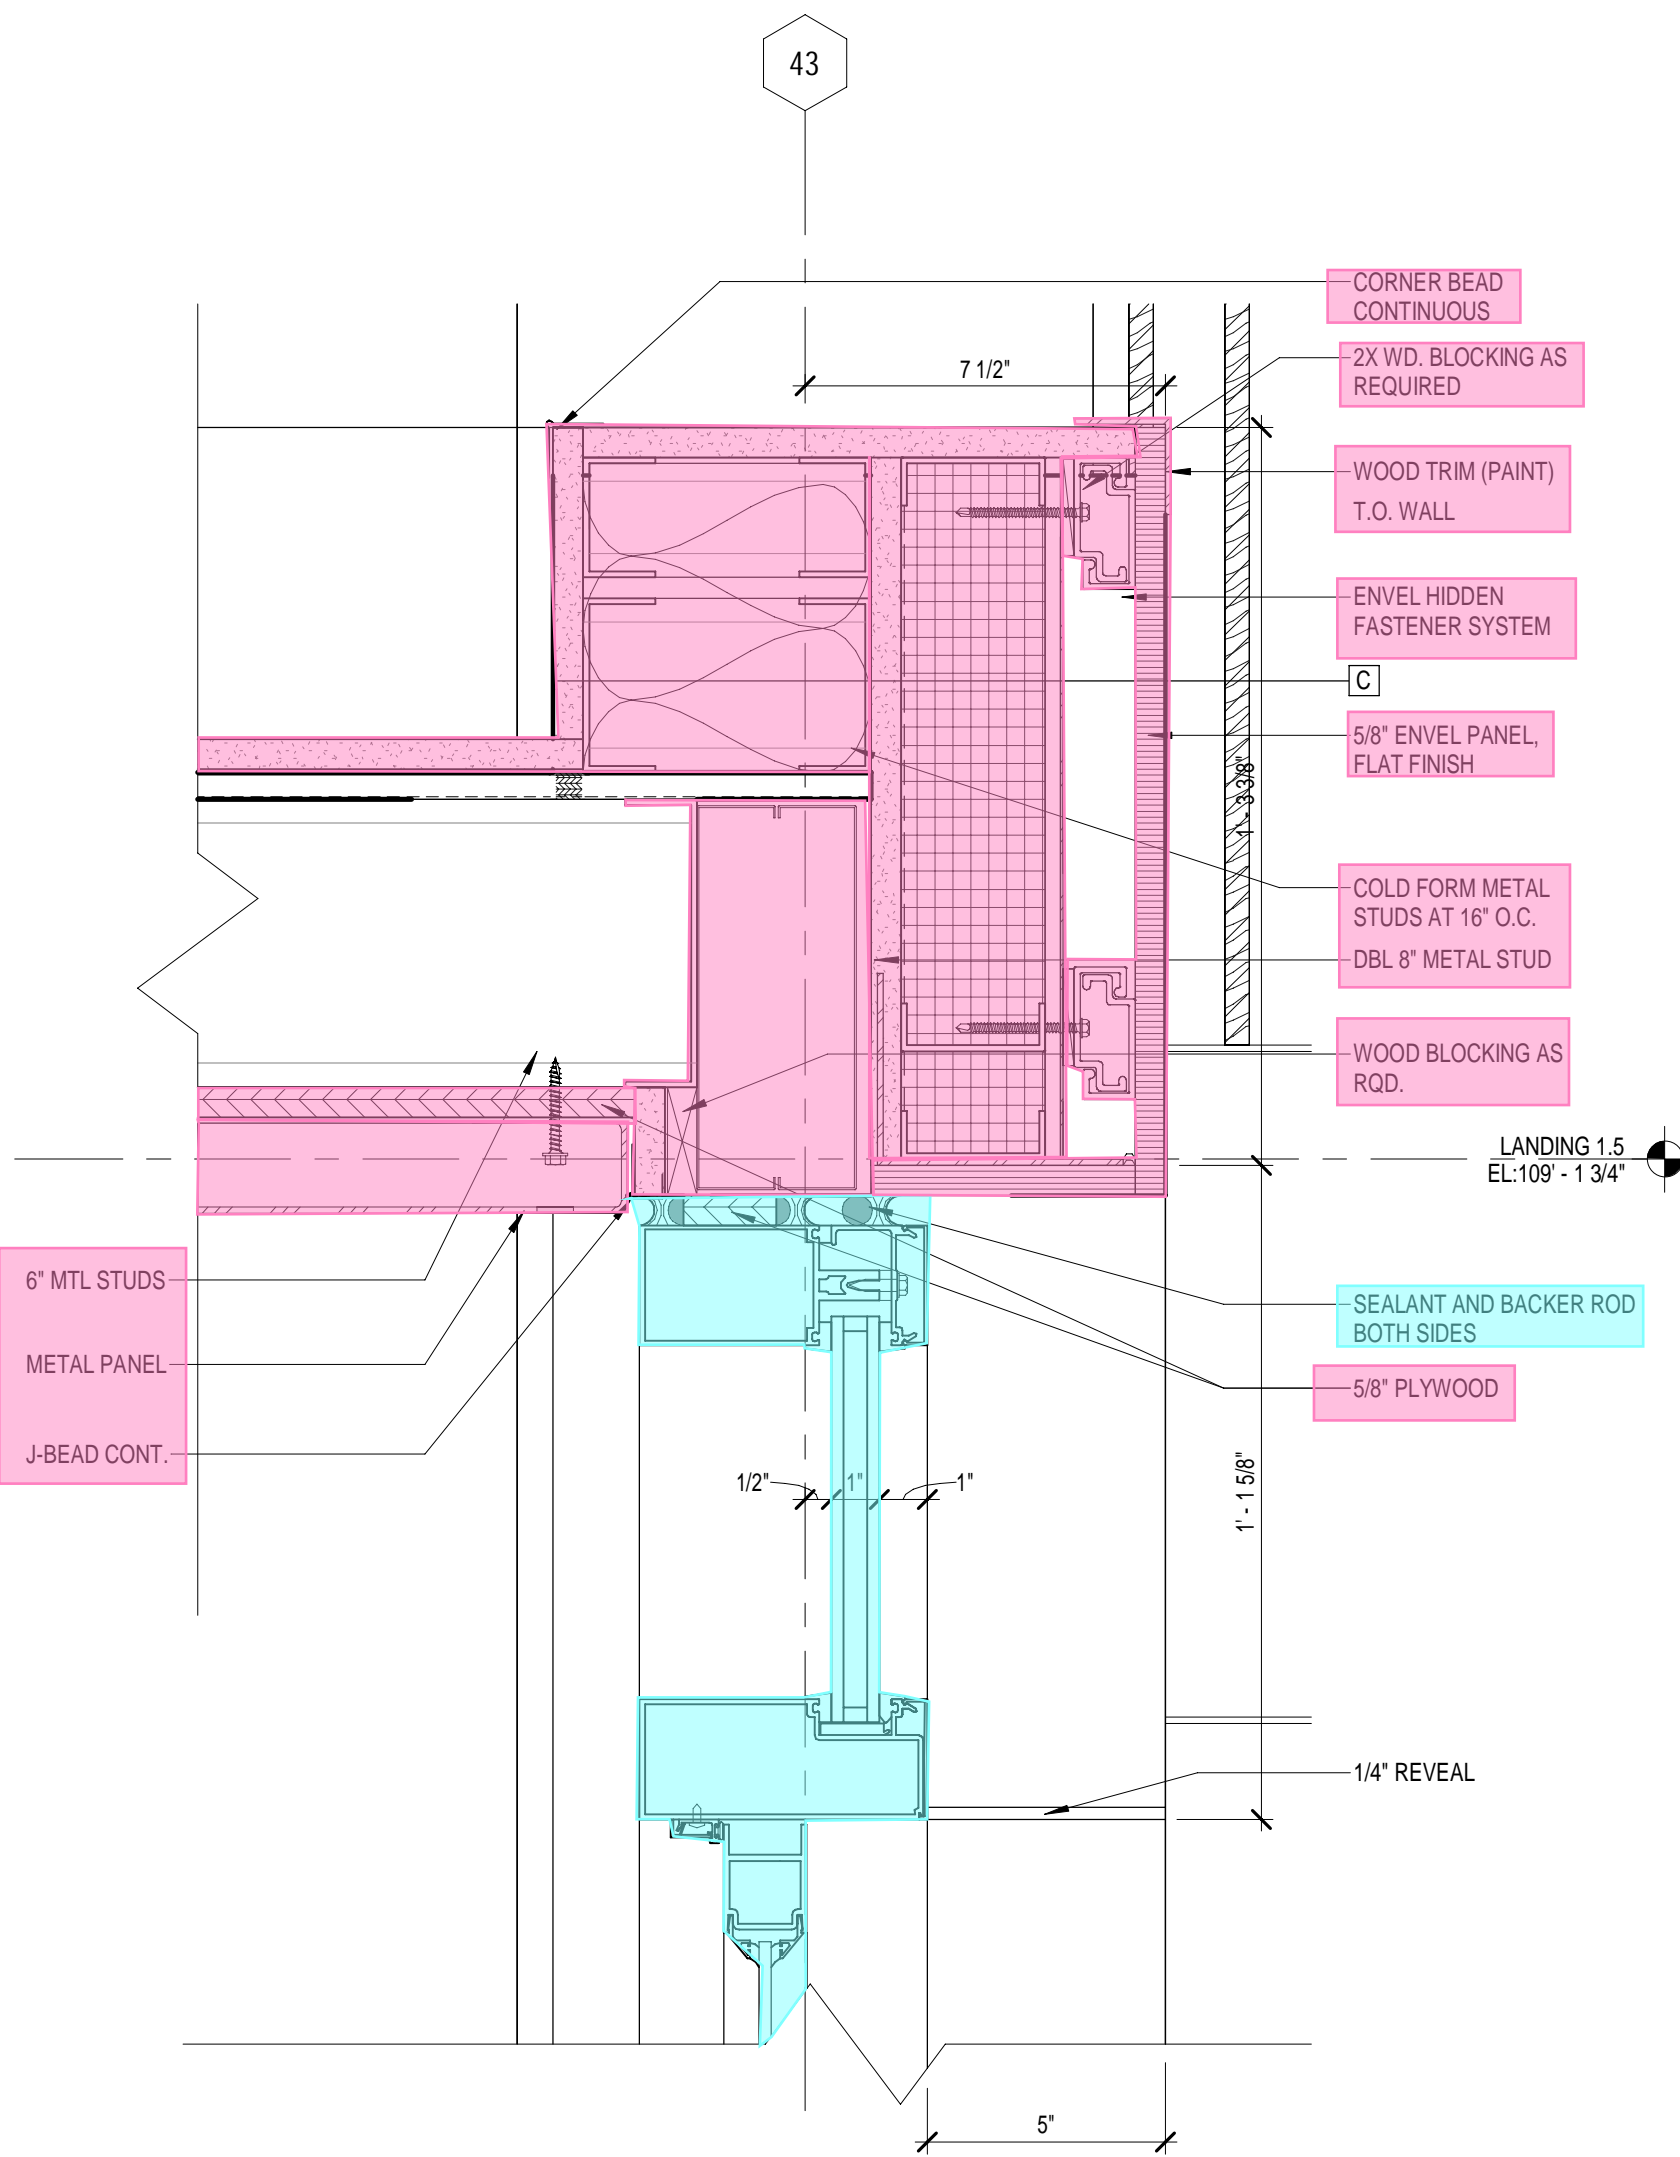 43
CORNER BEAD
CONTINUOUS
7 1/2"
2X WD. BLOCKING AS
REQUIRED
WOOD TRIM (PAINT)
T.O. WALL
ENVEL HIDDEN
FASTENER SYSTEM
C
5/8" ENVEL PANEL,
FLAT FINISH
1' - 3 3/8"
COLD FORM METAL
STUDS AT 16" O.C.
DBL 8" METAL STUD
WOOD BLOCKING AS
RQD.
LANDING 1.5
EL:109' - 1 3/4"
6" MTL STUDS
SEALANT AND BACKER ROD
BOTH SIDES
METAL PANEL
5/8" PLYWOOD
J-BEAD CONT.
1/2"
1"
1"
1' - 1 5/8"
1/4" REVEAL
5"